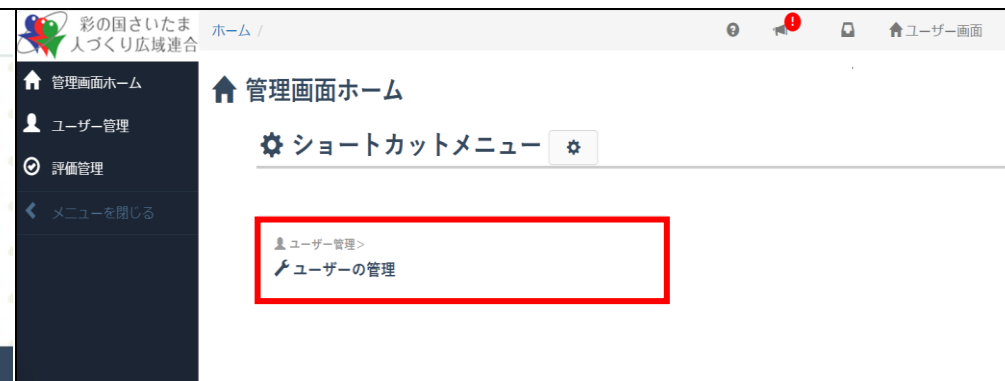 彩の国さいたま
人づくり広域連合
ホーム /
ユーザー画面
管理画面ホーム
ユーザー管理
評価管理
メニューを閉じる
管理画面ホーム
ショートカットメニュー
ユーザー管理>
ユーザーの管理